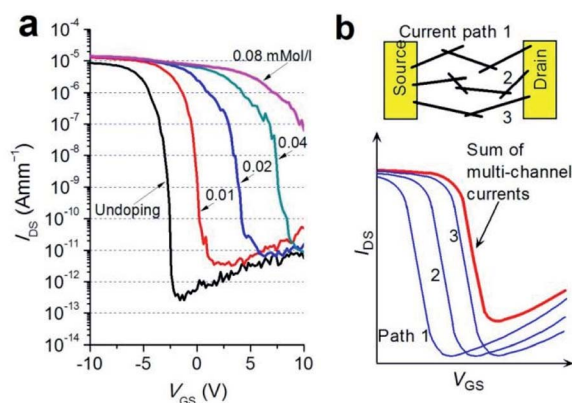 a
10⁻⁴
10⁻⁵
10⁻⁶
10⁻⁷
10⁻⁸
10⁻⁹
10⁻¹⁰
10⁻¹¹
10⁻¹²
10⁻¹³
10⁻¹⁴
I_DS (Amm⁻¹)
0.08 mMol/l
0.04
0.02
0.01
Undoping
-10 -5 0 5 10
V_GS (V)
b
Current path 1
Source
2
Drain
3
Sum of
multi-channel
currents
I_DS
3
2
Path 1
V_GS